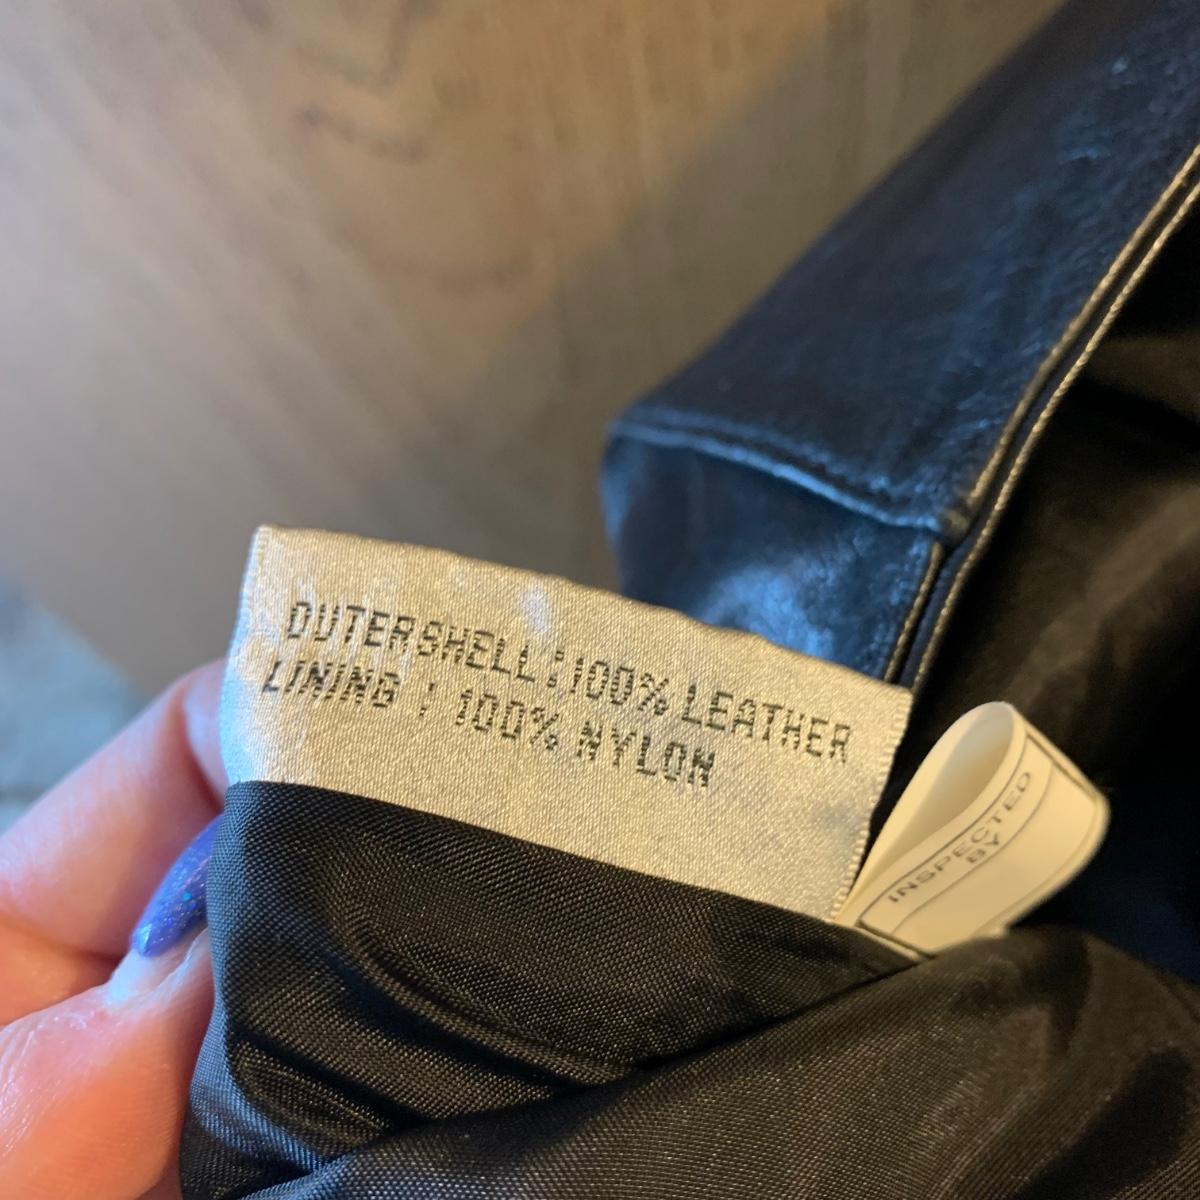 OUTERSHELL:100% LEATHER
LINING : 100% NYLON
INSPECTED
BY